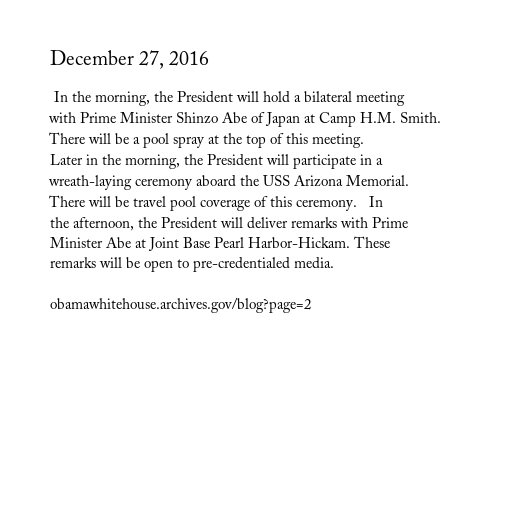 December 27, 2016
In the morning, the President will hold a bilateral meeting
with Prime Minister Shinzo Abe of Japan at Camp H.M. Smith.
There will be a pool spray at the top of this meeting.
Later in the morning, the President will participate in a
wreath-laying ceremony aboard the USS Arizona Memorial.
There will be travel pool coverage of this ceremony.   In
the afternoon, the President will deliver remarks with Prime
Minister Abe at Joint Base Pearl Harbor-Hickam. These
remarks will be open to pre-credentialed media.
obamawhitehouse.archives.gov/blog?page=2